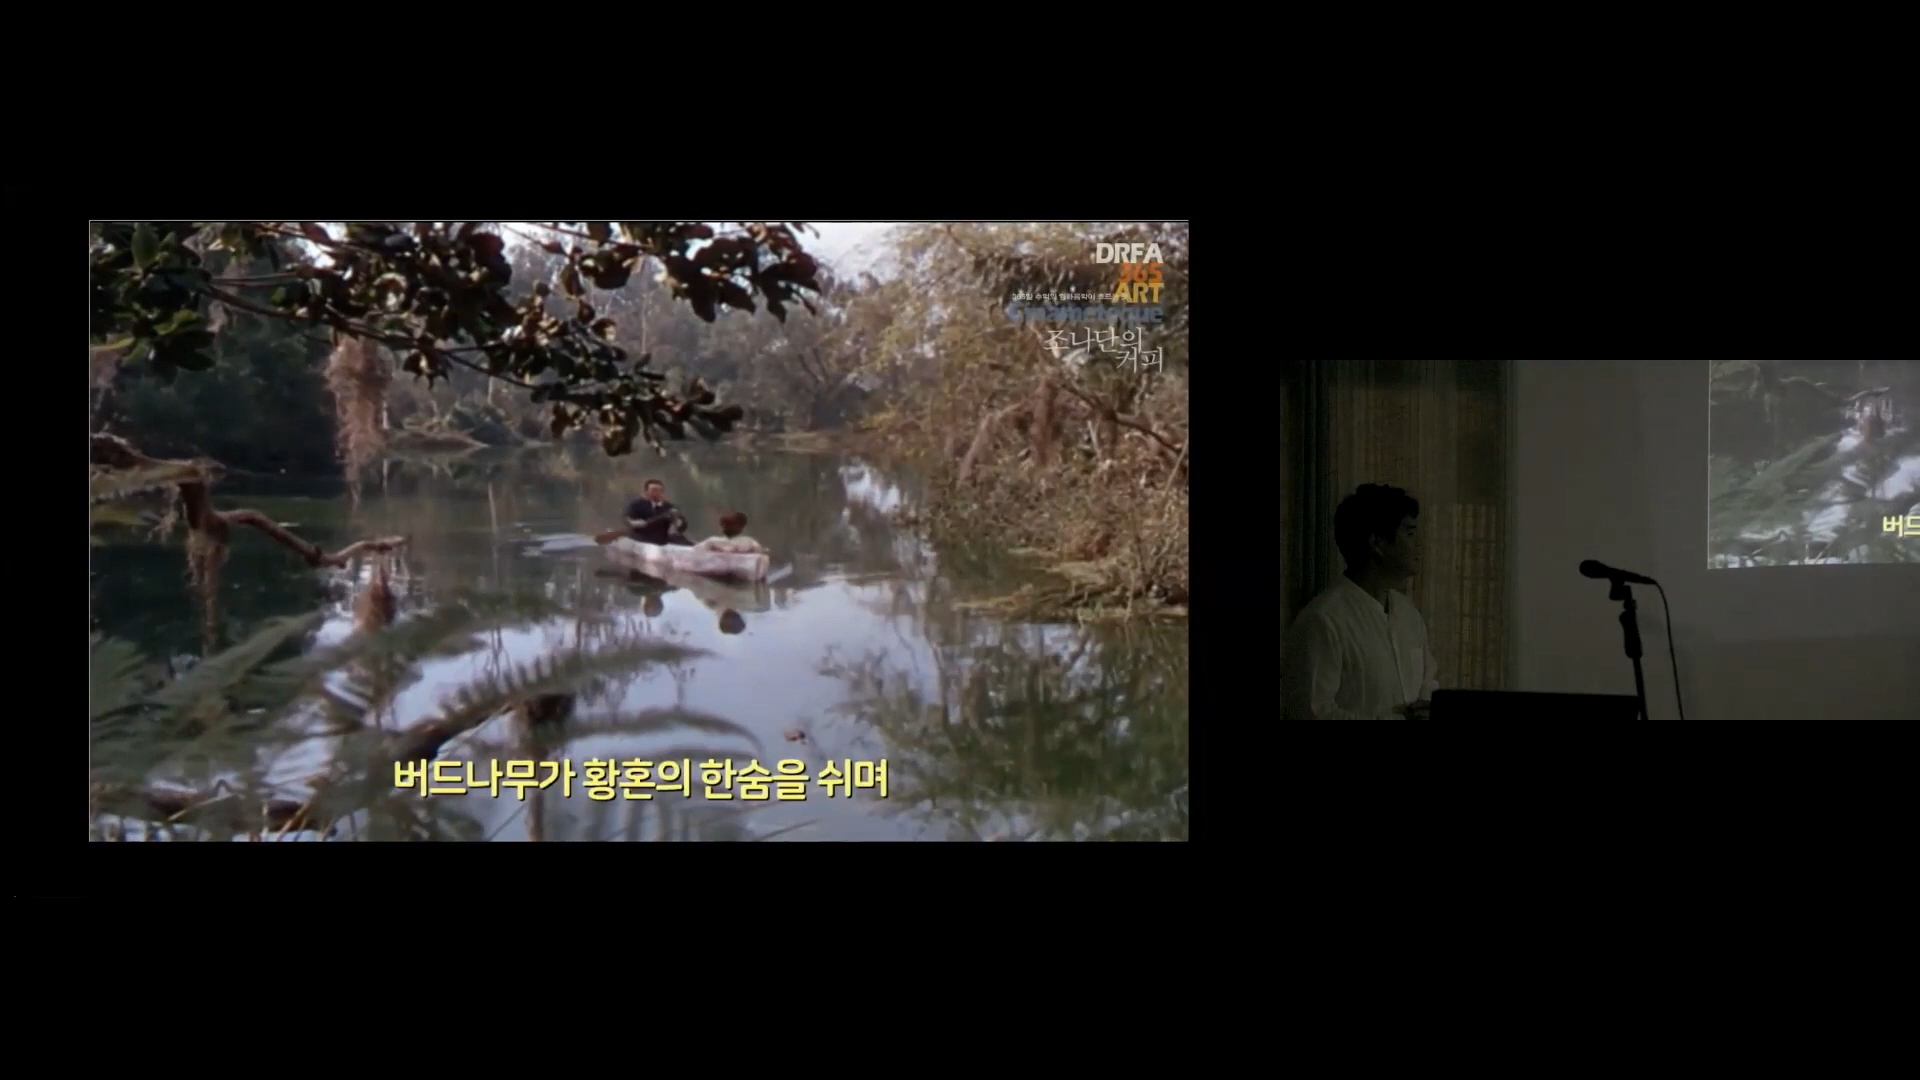 DRFA
365
ART
Cinemateque
조나단의
커피
버드나무가 황혼의 한숨을 쉬며
버드